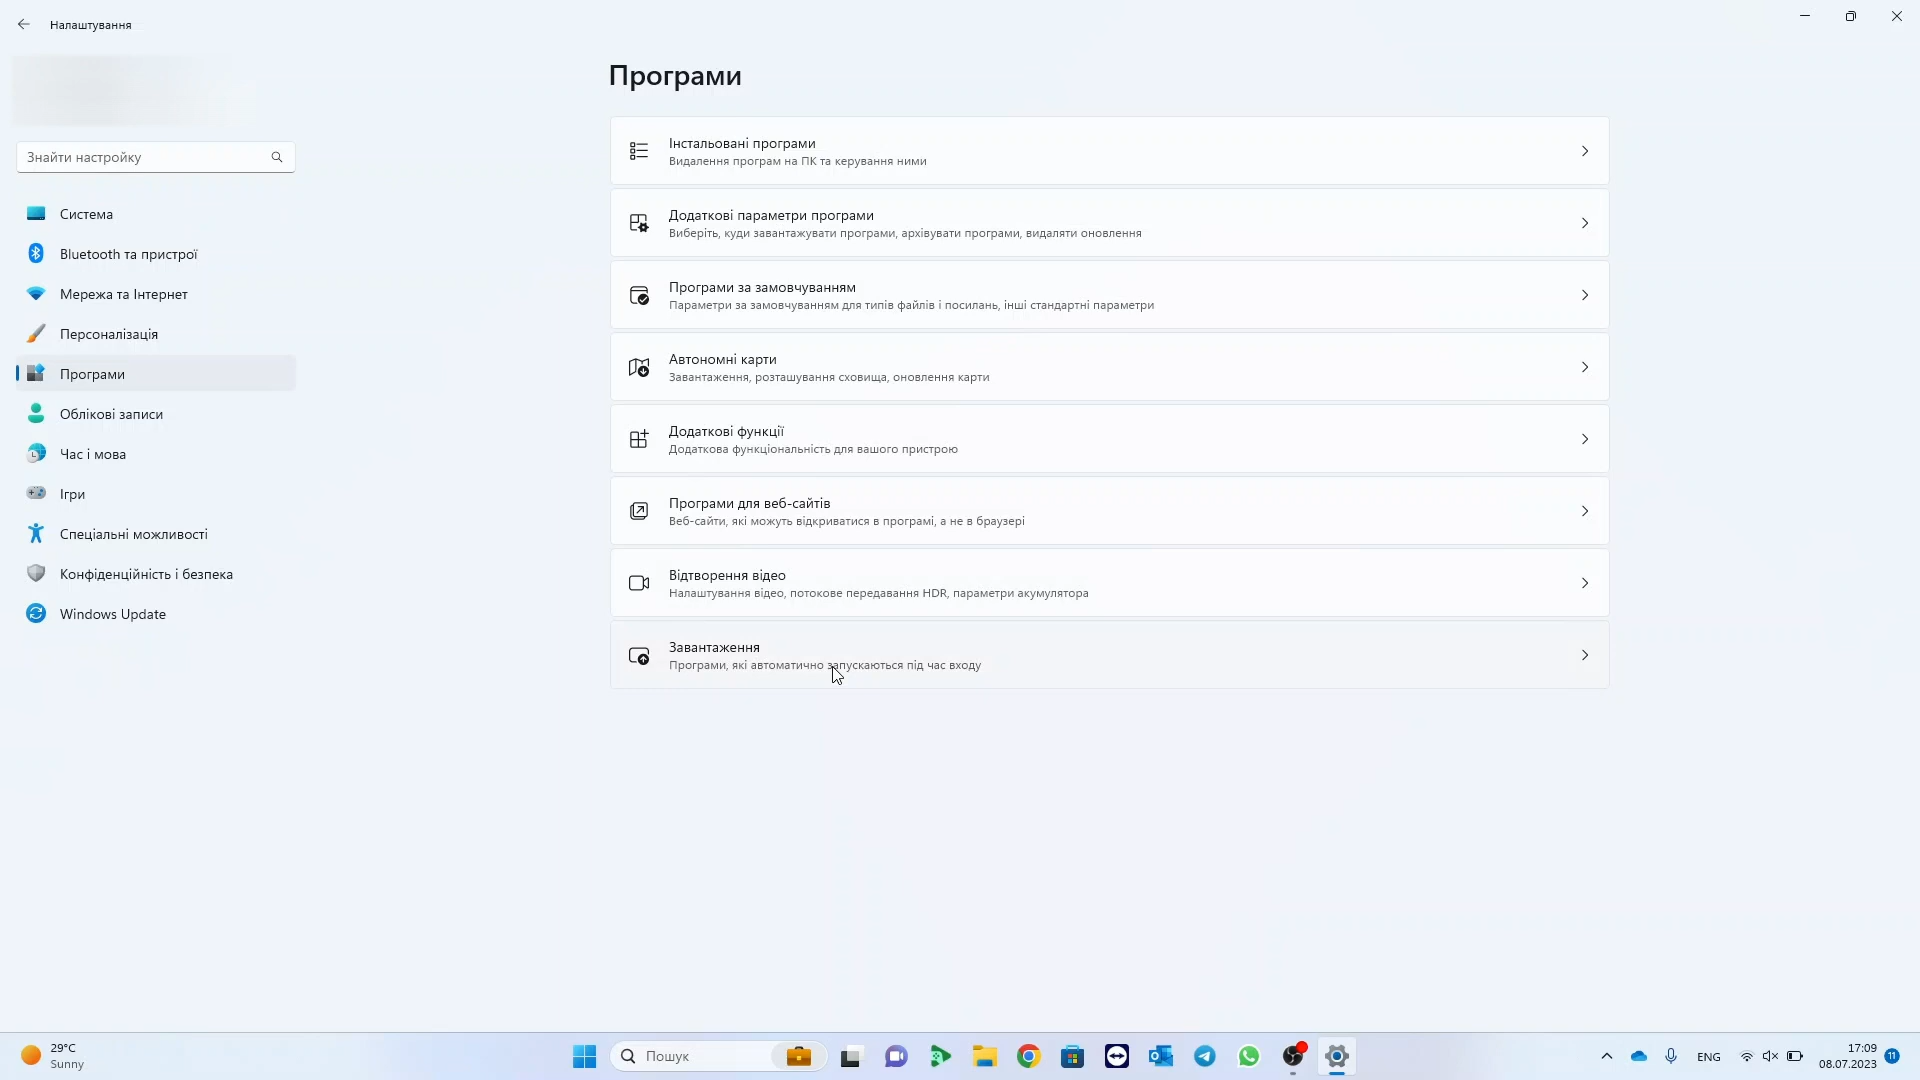 Налаштування
Знайти настройку
Система
Bluetooth та пристрої
Мережа та Інтернет
Персоналізація
Програми
Облікові записи
Час і мова
Ігри
Спеціальні можливості
Конфіденційність і безпека
Windows Update
Програми
Інстальовані програми
Видалення програм на ПК та керування ними
Додаткові параметри програми
Виберіть, куди завантажувати програми, архівувати програми, видаляти оновлення
Програми за замовчуванням
Параметри за замовчуванням для типів файлів і посилань, інші стандартні параметри
Автономні карти
Завантаження, розташування сховища, оновлення карти
Додаткові функції
Додаткова функціональність для вашого пристрою
Програми для веб-сайтів
Веб-сайти, які можуть відкриватися в програмі, а не в браузері
Відтворення відео
Налаштування відео, потокове передавання HDR, параметри акумулятора
Завантаження
Програми, які автоматично запускаються під час входу
29°C
Sunny
Пошук
ENG
17:09
08.07.2023
11